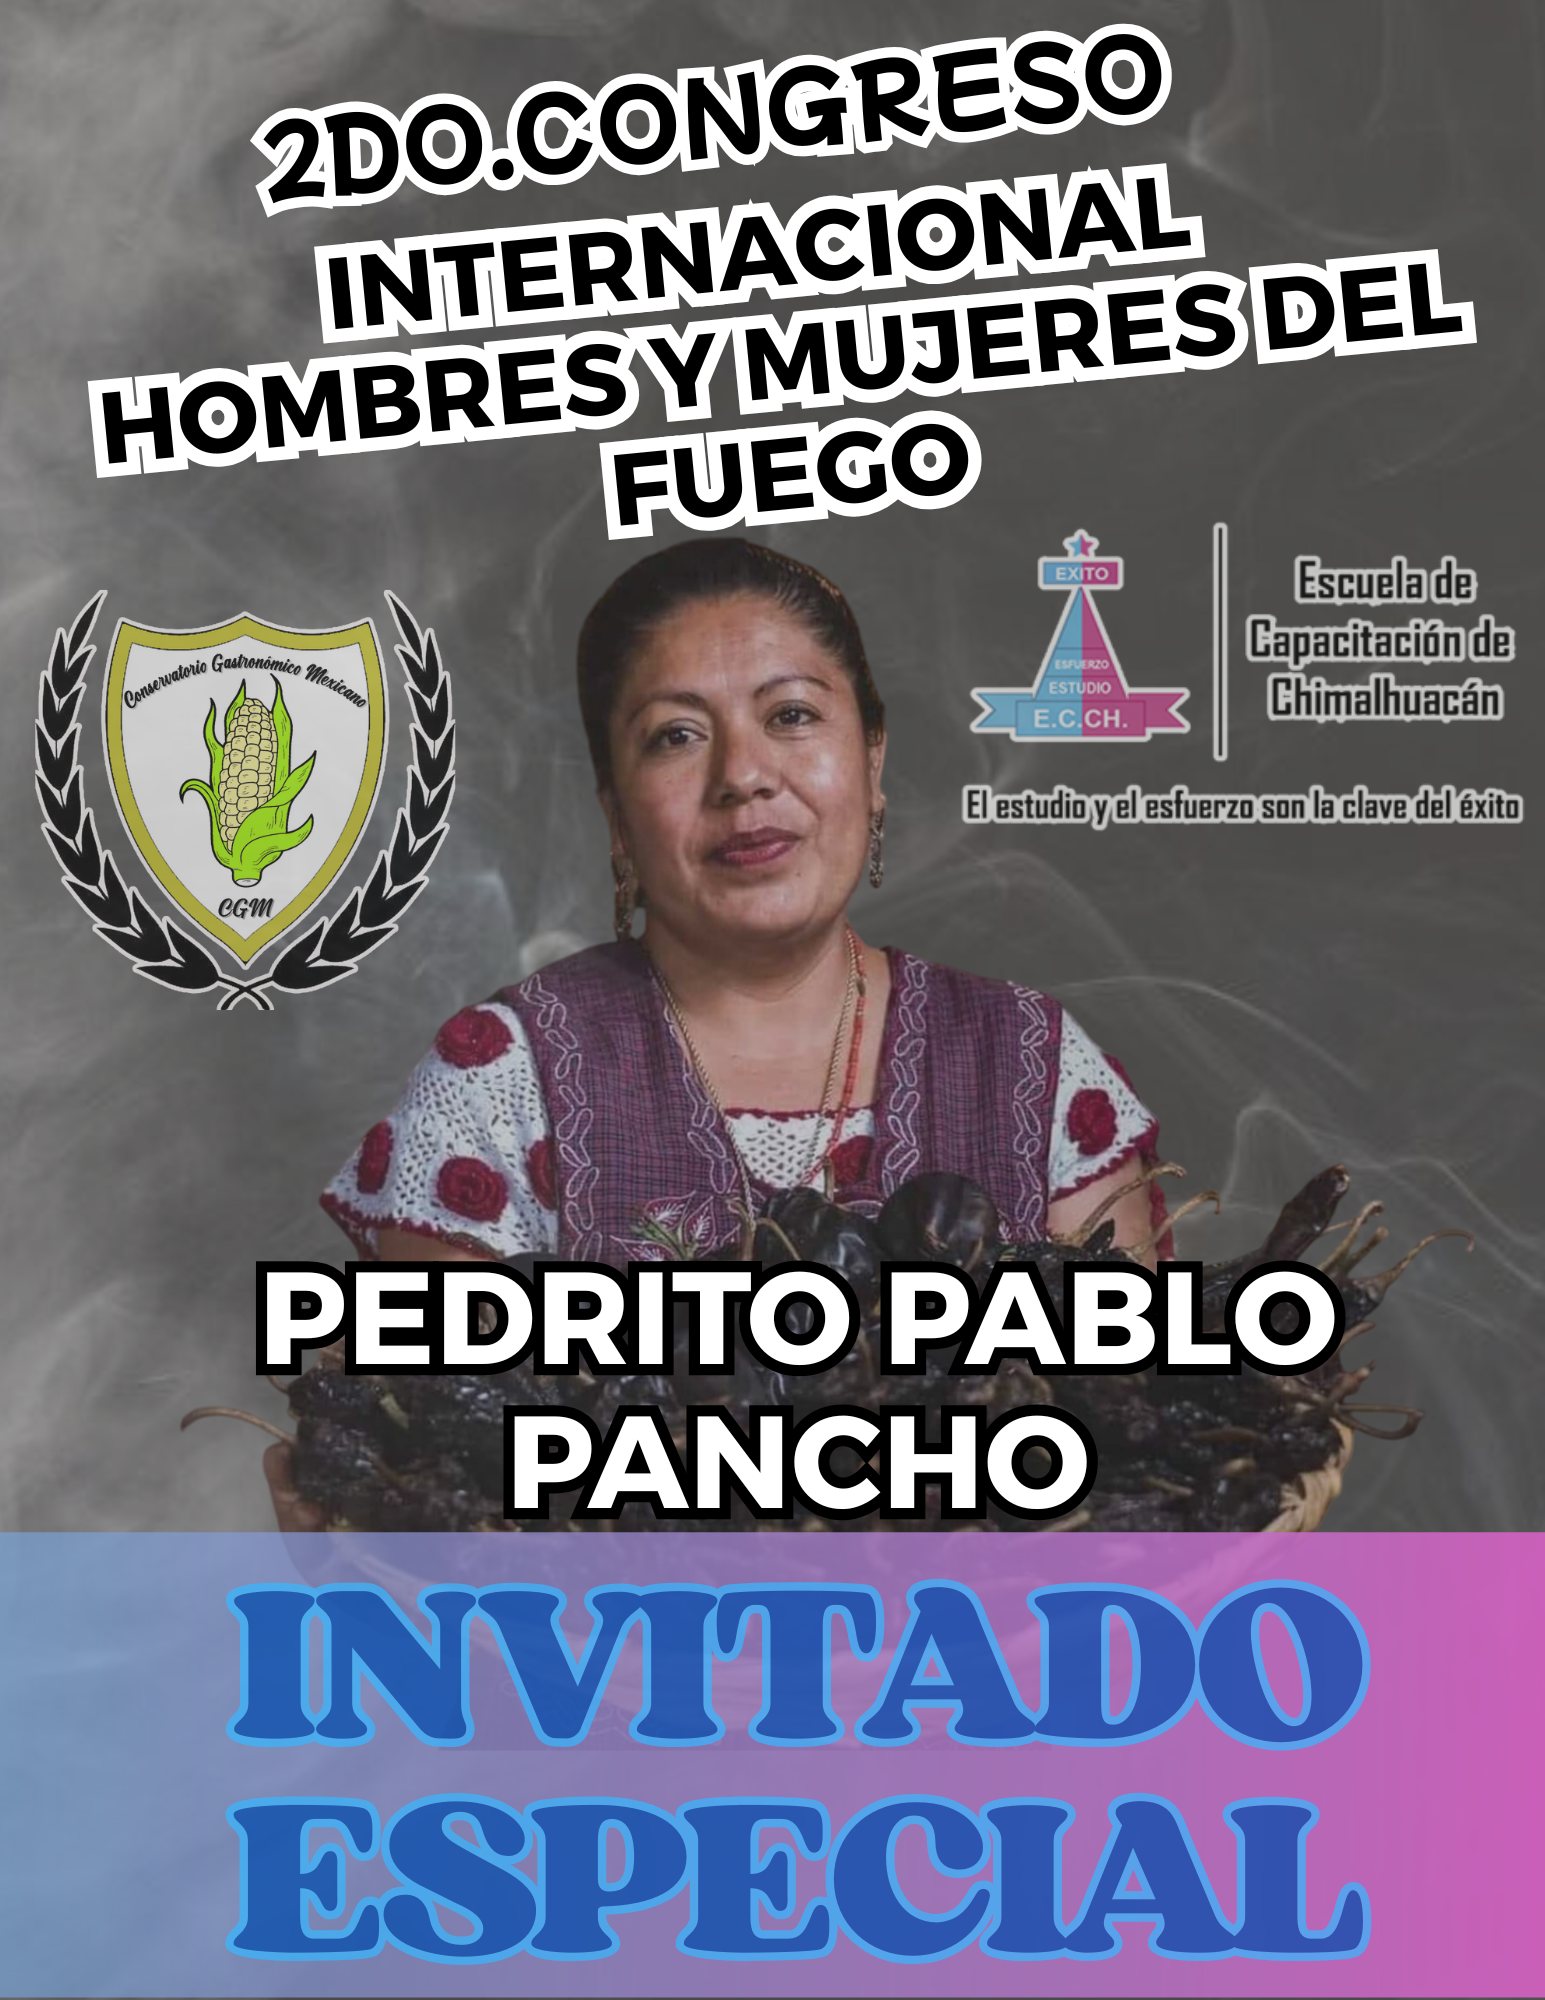 2DO.CONGRESO
INTERNACIONAL
HOMBRES Y MUJERES DEL
FUEGO
Conservatorio Gastronómico Mexicano
CGM
EXITO
ESFUERZO
ESTUDIO
E.C.CH.
Escuela de
Capacitación de
Chimalhuacán
El estudio y el esfuerzo son la clave del éxito
PEDRITO PABLO
PANCHO
INVITADO
ESPECIAL